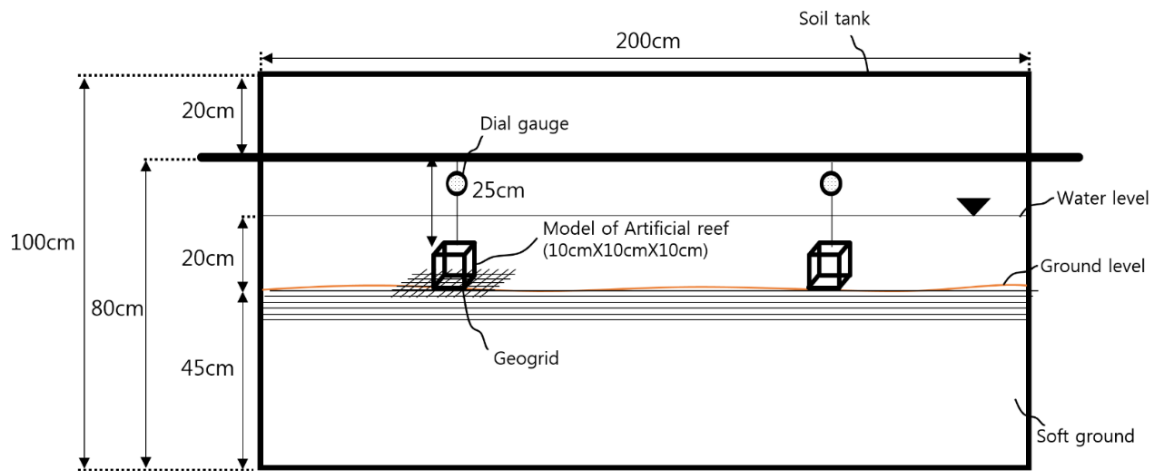 Soil tank
200cm
20cm
Dial gauge
25cm
Water level
100cm
Model of Artificial reef
(10cmX10cmX10cm)
20cm
Ground level
80cm
Geogrid
45cm
Soft ground